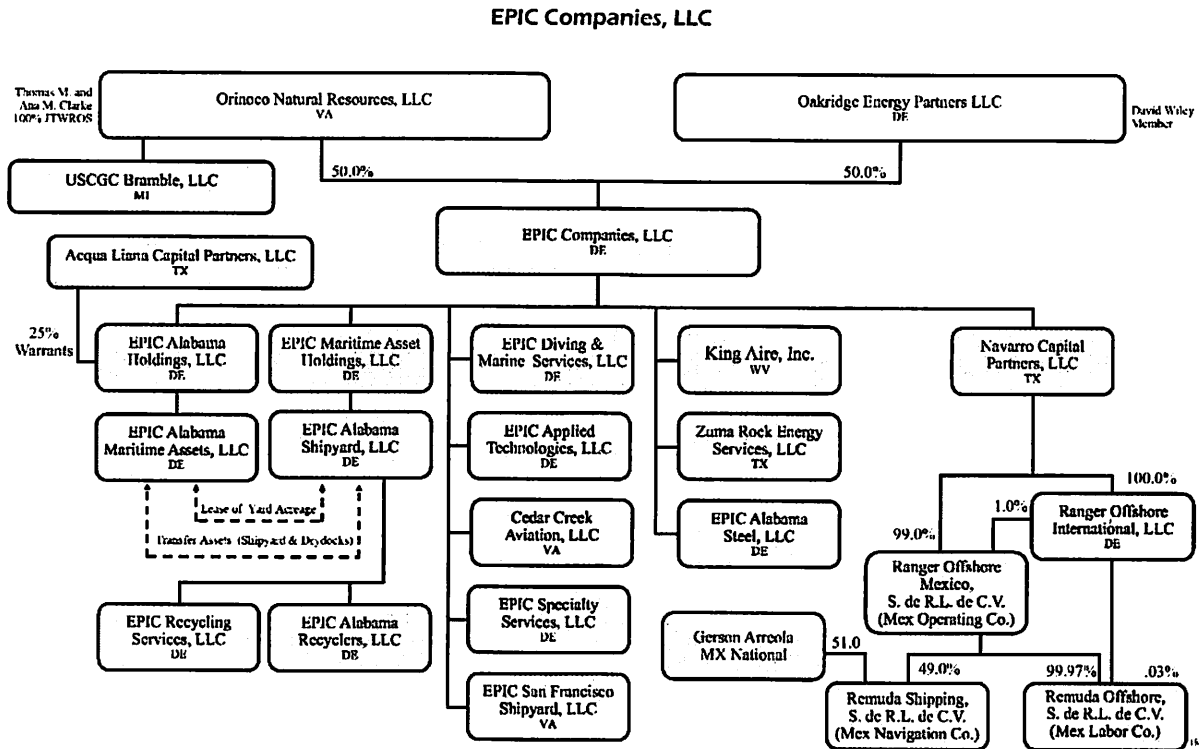 EPIC Companies, LLC
Thomas M. and
Ana M. Clarke
100% JTWROS
Orinoco Natural Resources, LLC
VA
Oakridge Energy Partners LLC
DE
David Wiley
Member
USCGC Bramble, LLC
MI
50.0%
50.0%
EPIC Companies, LLC
DE
Acqua Liana Capital Partners, LLC
TX
25%
Warrants
EPIC Alabama
Holdings, LLC
DE
EPIC Maritime Asset
Holdings, LLC
DE
EPIC Diving &
Marine Services, LLC
DE
King Aire, Inc.
WV
Navarro Capital
Partners, LLC
TX
EPIC Alabama
Maritime Assets, LLC
DE
EPIC Alabama
Shipyard, LLC
DE
EPIC Applied
Technologies, LLC
DE
Zuma Rock Energy
Services, LLC
TX
Lease of Yard Acreage
Transfer Assets (Shipyard & Drydocks)
Cedar Creek
Aviation, LLC
VA
EPIC Alabama
Steel, LLC
DE
100.0%
1.0%
99.0%
Ranger Offshore
International, LLC
DE
Ranger Offshore
Mexico,
S. de R.L. de C.V.
(Mex Operating Co.)
EPIC Recycling
Services, LLC
DE
EPIC Alabama
Recyclers, LLC
DE
EPIC Specialty
Services, LLC
DE
Gerson Arreola
MX National
51.0
49.0%
99.97%
.03%
EPIC San Francisco
Shipyard, LLC
VA
Remuda Shipping,
S. de R.L. de C.V.
(Mex Navigation Co.)
Remuda Offshore,
S. de R.L. de C.V.
(Mex Labor Co.)